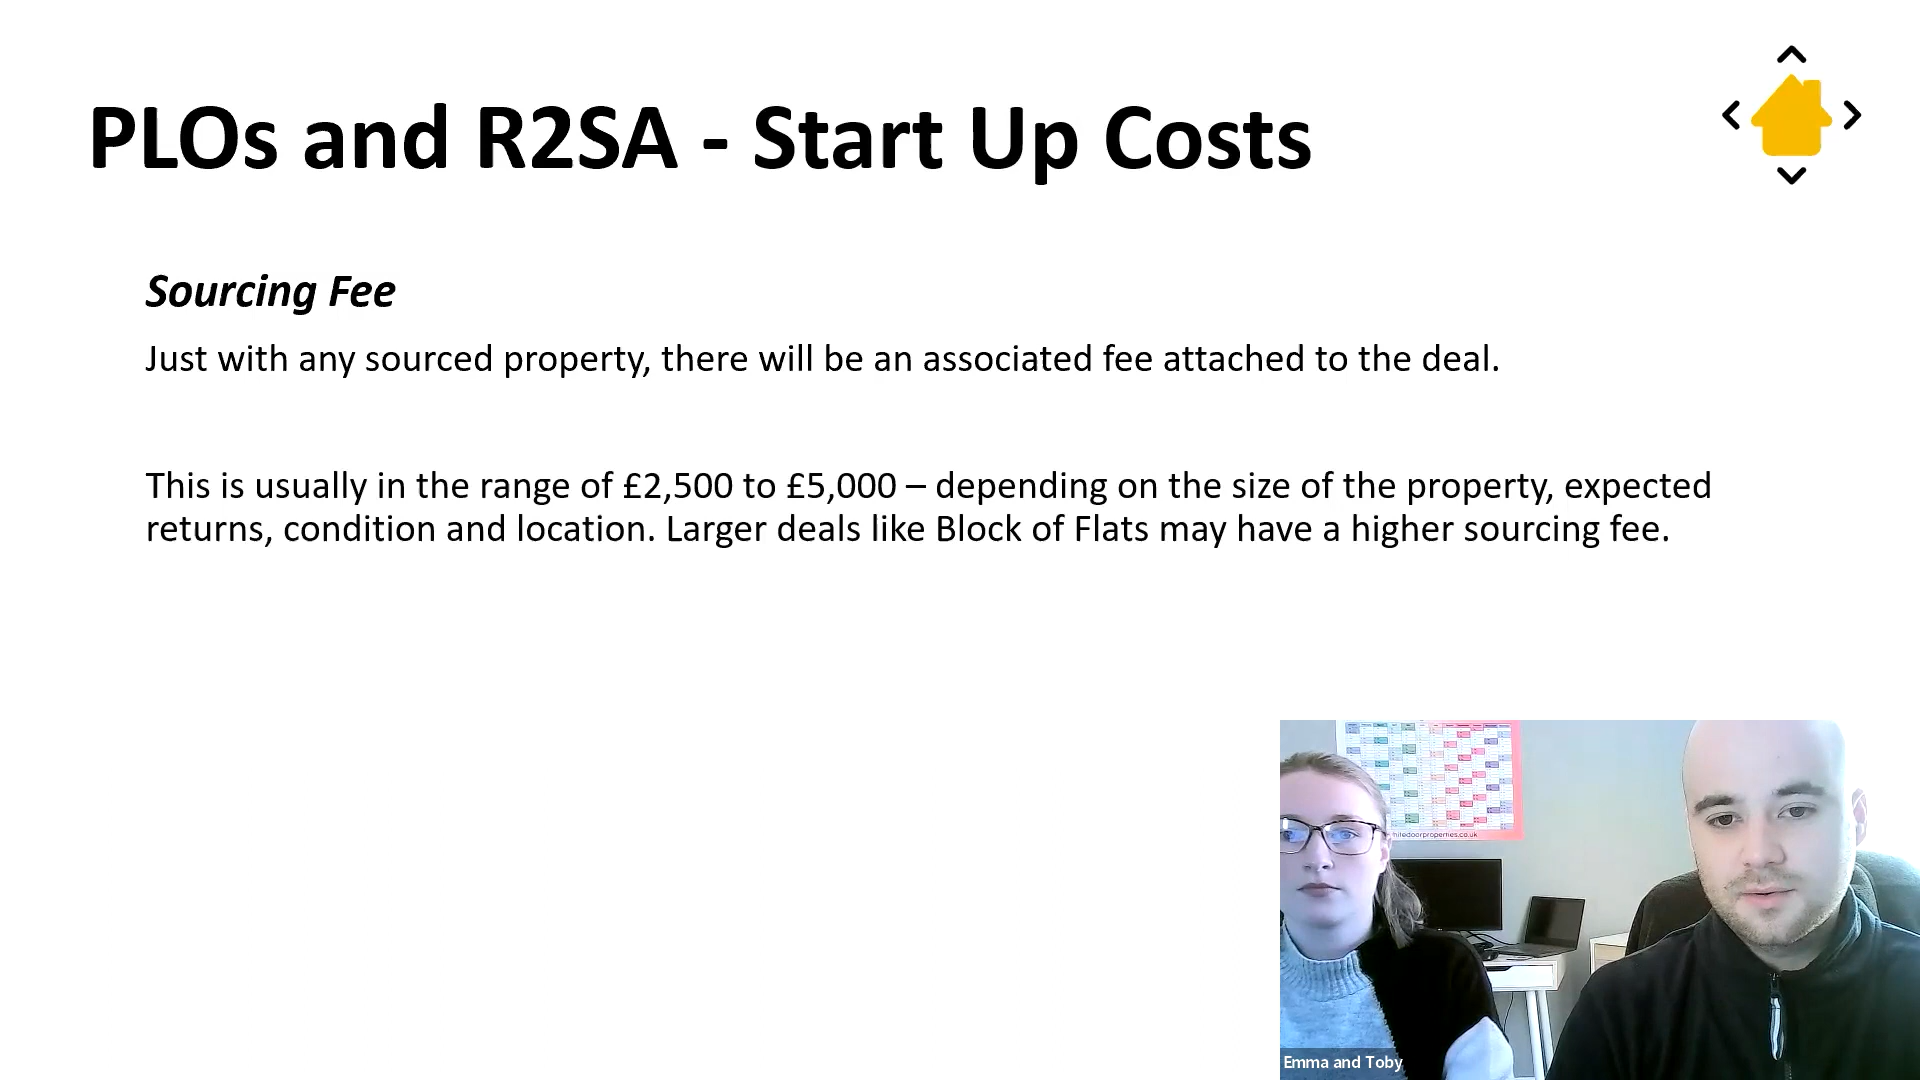 PLOs and R2SA - Start Up Costs
Sourcing Fee
Just with any sourced property, there will be an associated fee attached to the deal.
This is usually in the range of £2,500 to £5,000 – depending on the size of the property, expected
returns, condition and location. Larger deals like Block of Flats may have a higher sourcing fee.
Emma and Toby